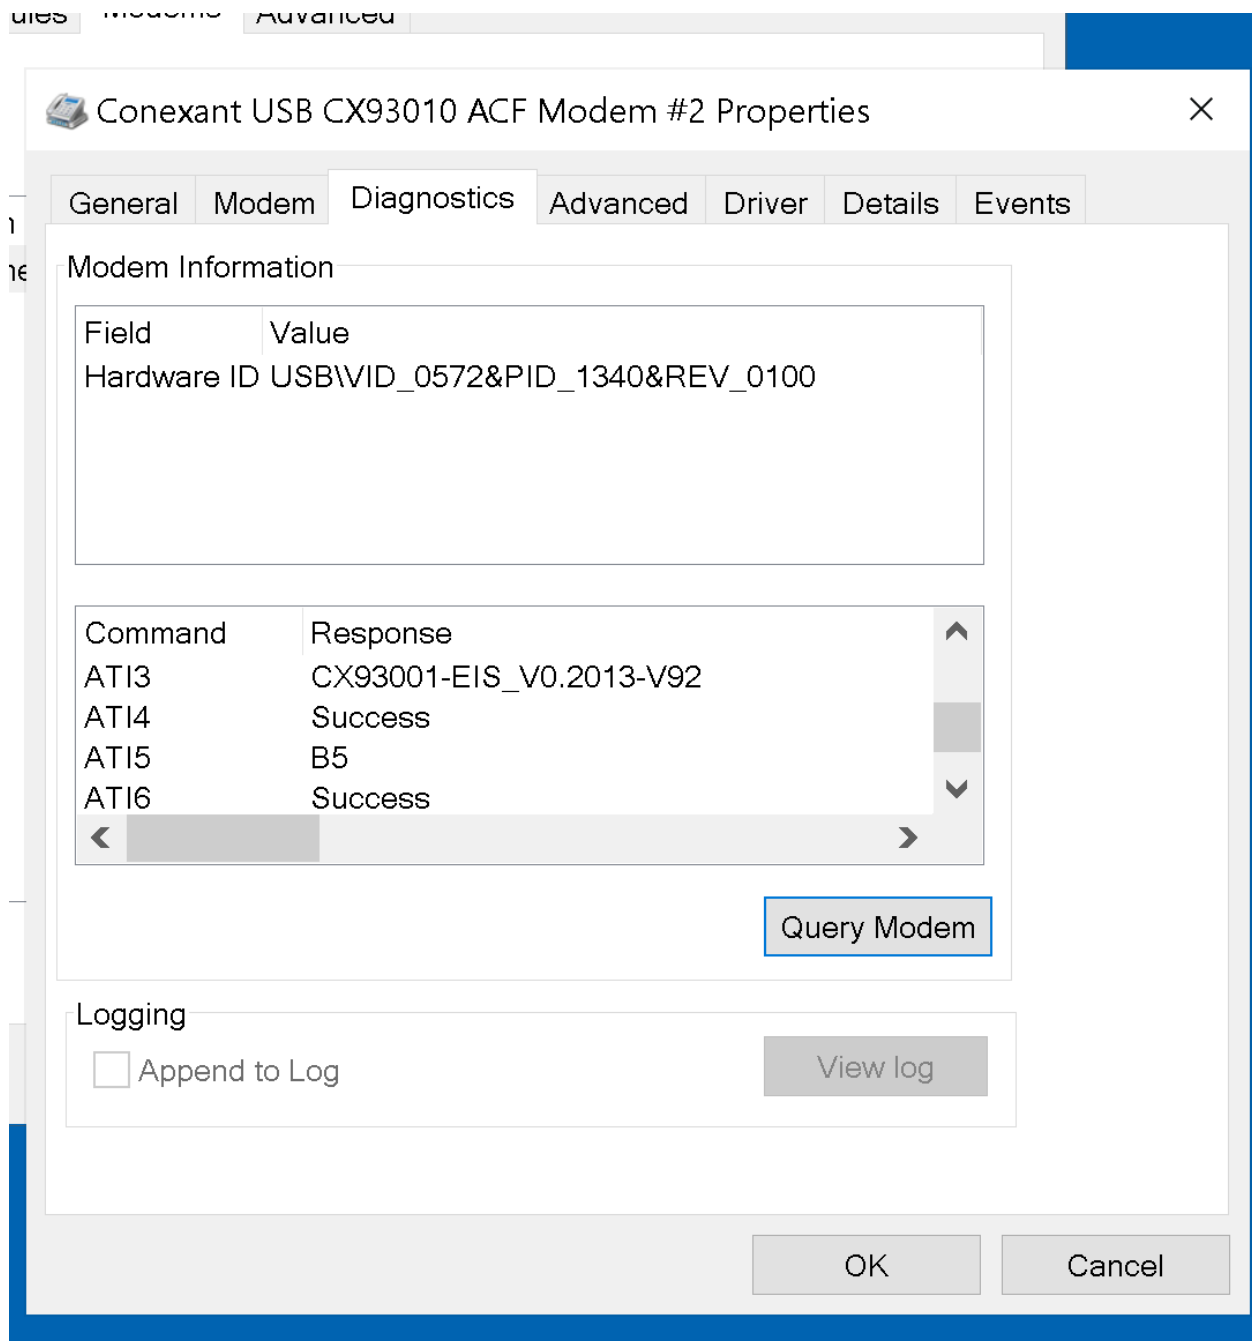 Advanced
Conexant USB CX93010 ACF Modem #2 Properties
General Modem Diagnostics Advanced Driver Details Events
Modem Information
Field Value
Hardware ID USB\VID_0572&PID_1340&REV_0100
Command Response
ATI3 CX93001-EIS_V0.2013-V92
ATI4 Success
ATI5 B5
ATI6 Success
Query Modem
Logging
Append to Log View log
OK Cancel